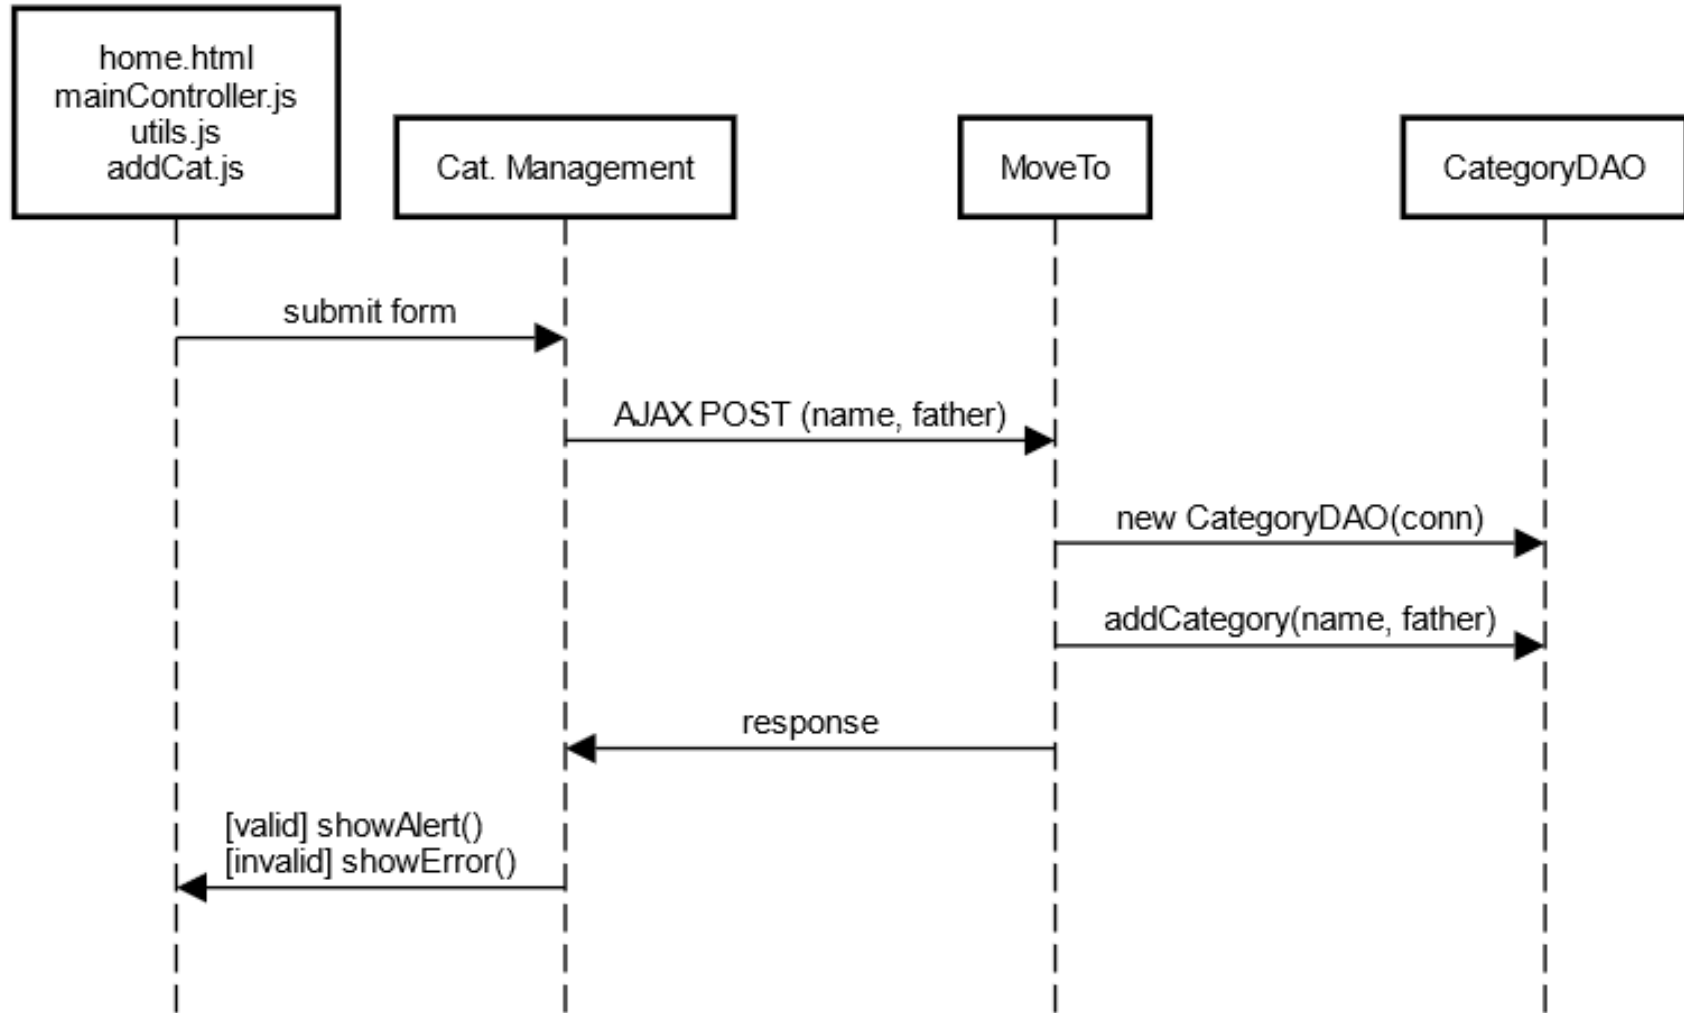 home.html
mainController.js
utils.js
addCat.js
Cat. Management
MoveTo
CategoryDAO
submit form
AJAX POST (name, father)
new CategoryDAO(conn)
addCategory(name, father)
response
[valid] showAlert()
[invalid] showError()